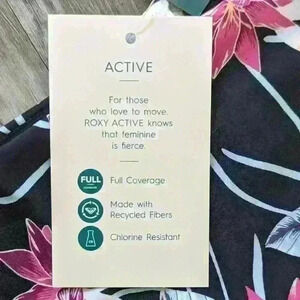 ACTIVE
For those
who love to move.
ROXY ACTIVE knows
that feminine
is fierce.
FULL
Full Coverage
Made with
Recycled Fibers
Chlorine Resistant